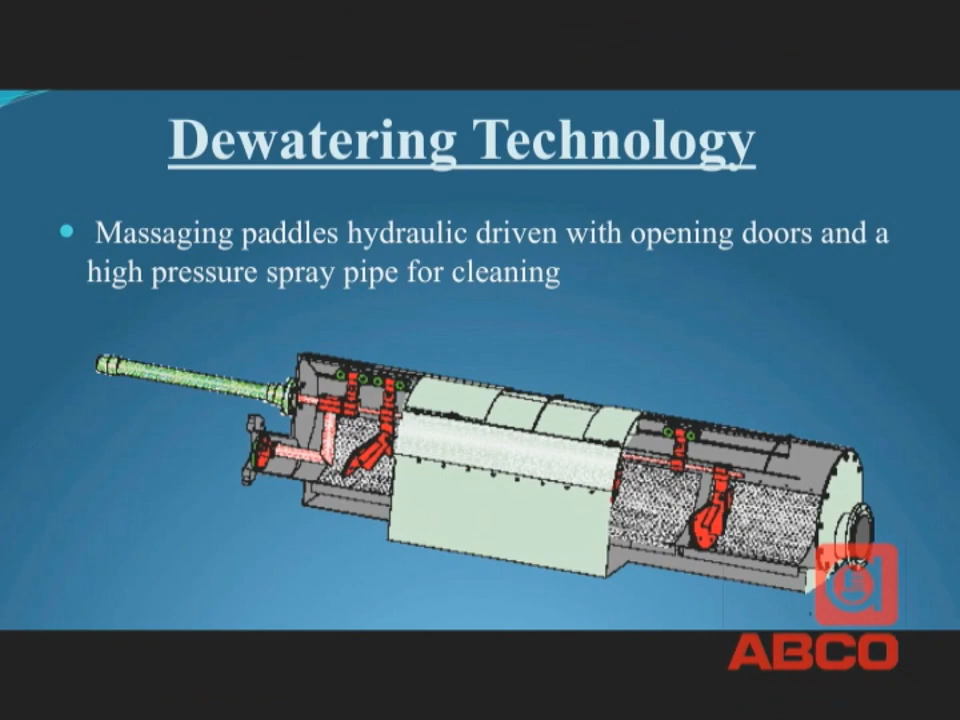 Dewatering Technology
Massaging paddles hydraulic driven with opening doors and a
high pressure spray pipe for cleaning
ABCO